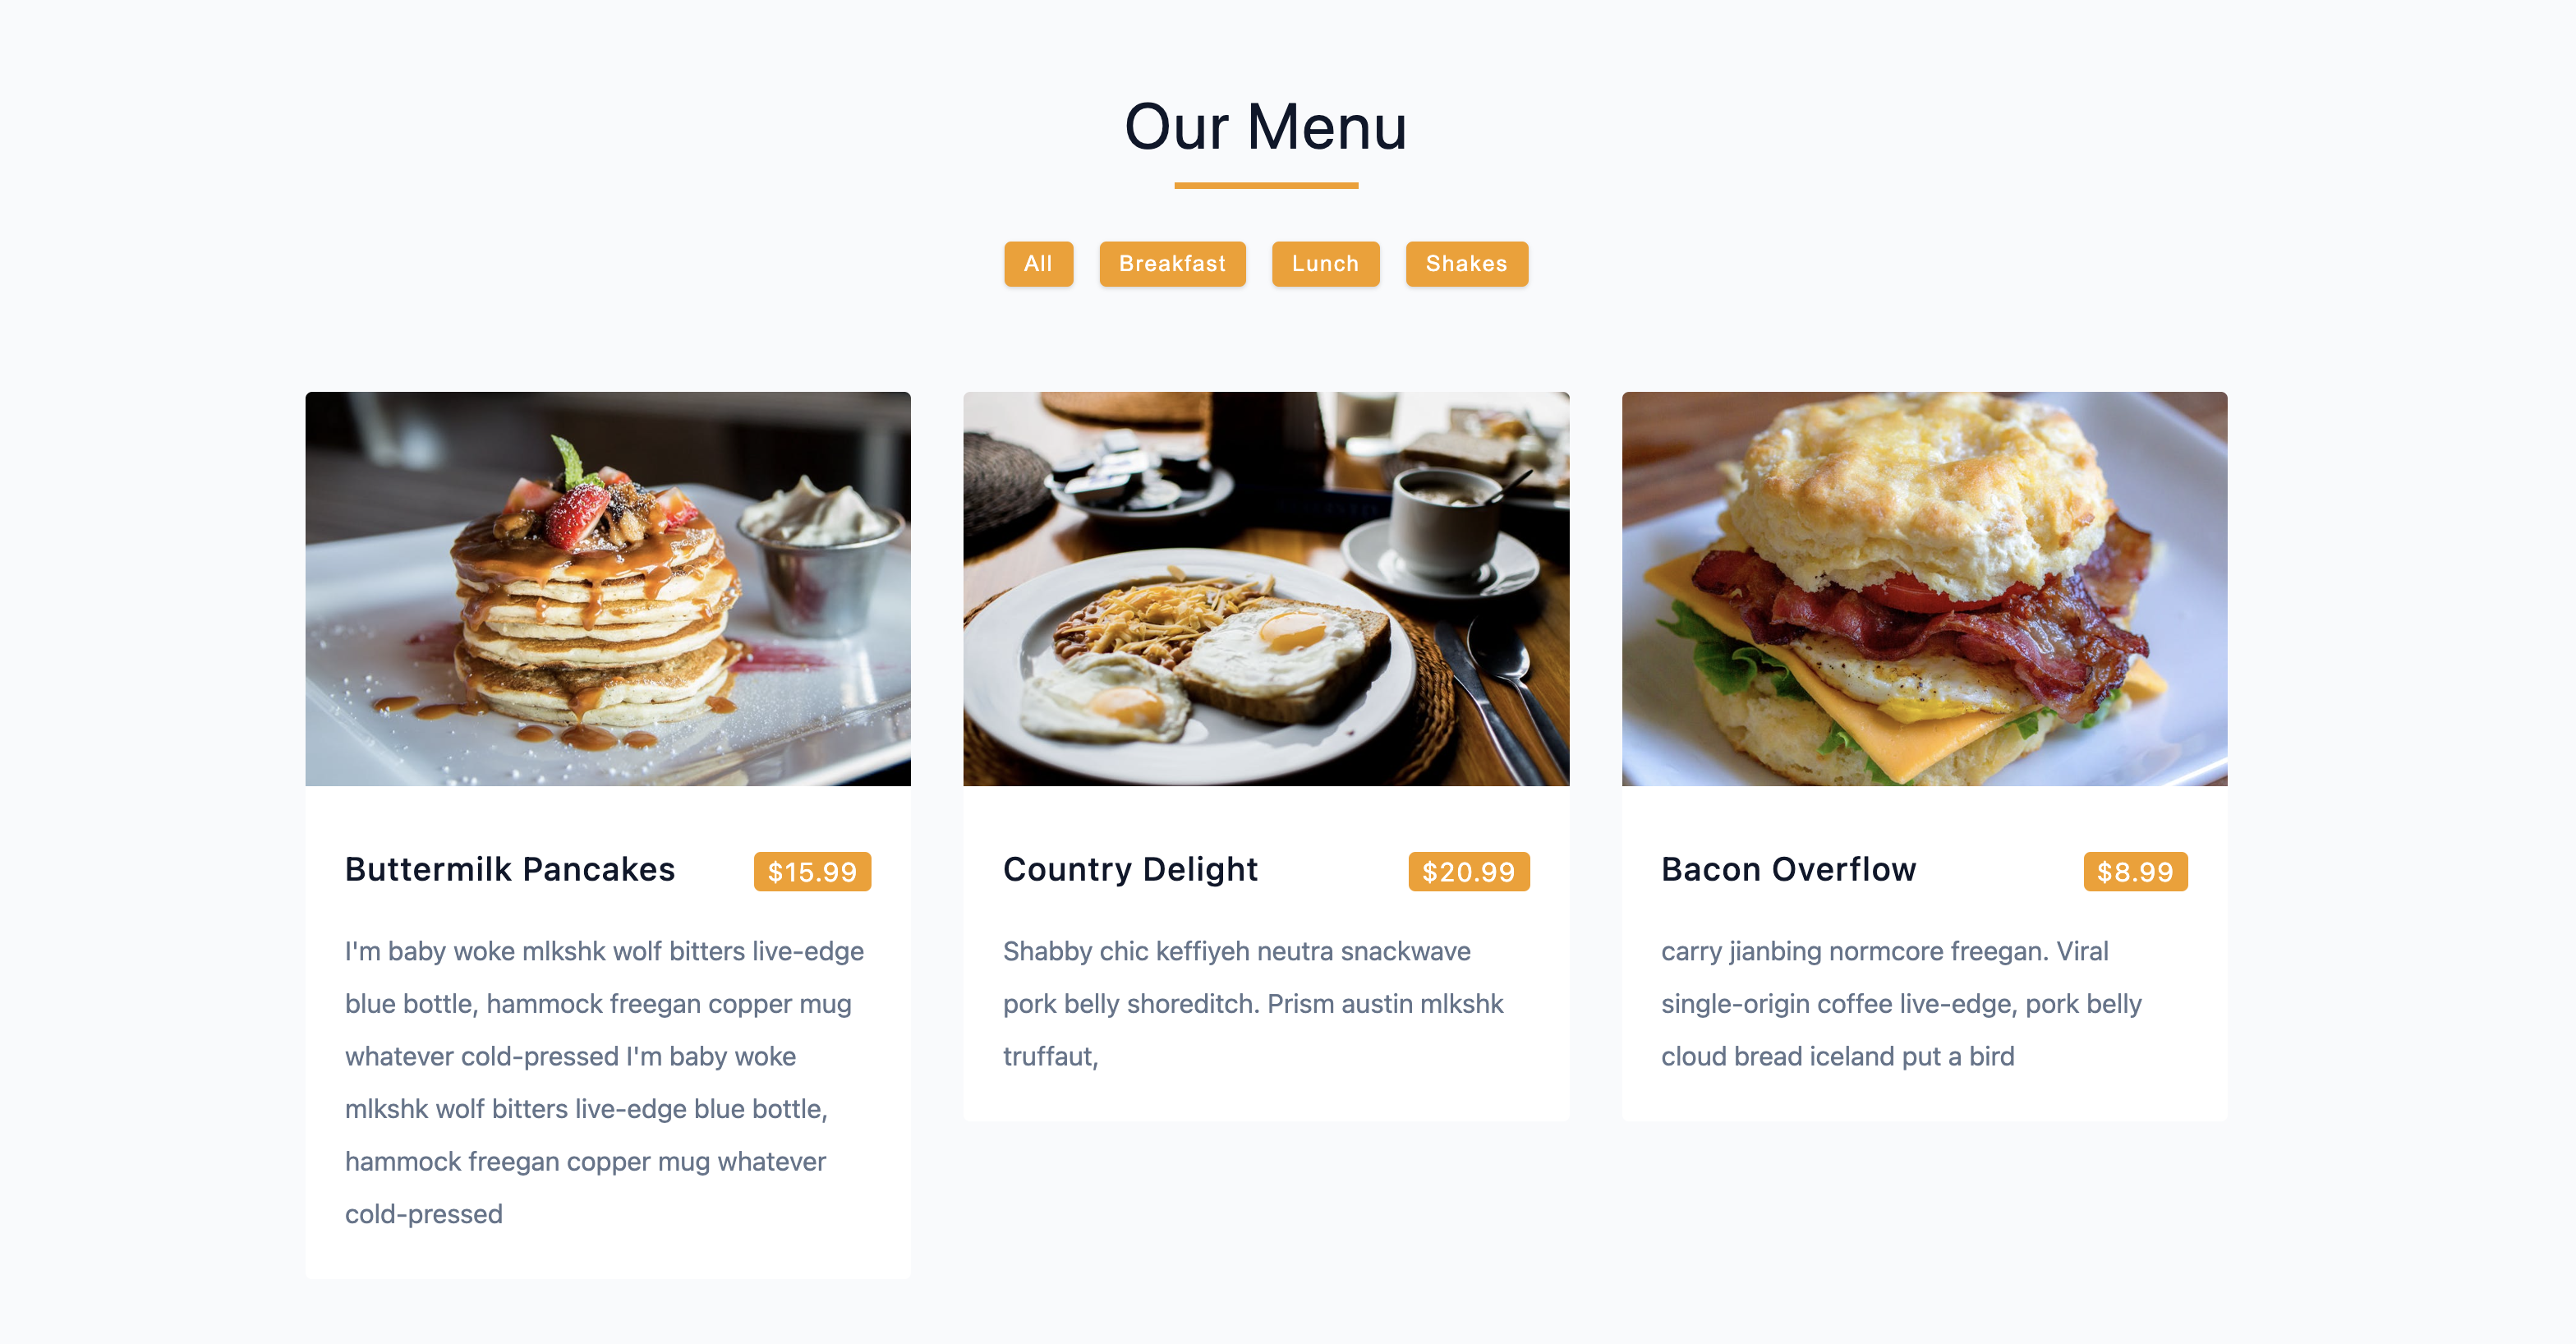 Our Menu
All
Breakfast
Lunch
Shakes
Buttermilk Pancakes
$15.99
I'm baby woke mlkshk wolf bitters live-edge
blue bottle, hammock freegan copper mug
whatever cold-pressed I'm baby woke
mlkshk wolf bitters live-edge blue bottle,
hammock freegan copper mug whatever
cold-pressed
Country Delight
$20.99
Shabby chic keffiyeh neutra snackwave
pork belly shoreditch. Prism austin mlkshk
truffaut,
Bacon Overflow
$8.99
carry jianbing normcore freegan. Viral
single-origin coffee live-edge, pork belly
cloud bread iceland put a bird